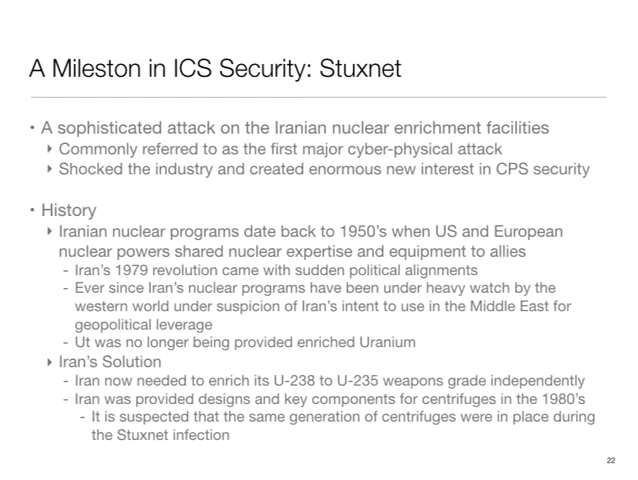 A Mileston in ICS Security: Stuxnet
• A sophisticated attack on the Iranian nuclear enrichment facilities
‣ Commonly referred to as the first major cyber-physical attack
‣ Shocked the industry and created enormous new interest in CPS security
• History
‣ Iranian nuclear programs date back to 1950's when US and European
nuclear powers shared nuclear expertise and equipment to allies
- Iran's 1979 revolution came with sudden political alignments
- Ever since Iran's nuclear programs have been under heavy watch by the
western world under suspicion of Iran's intent to use in the Middle East for
geopolitical leverage
- Ut was no longer being provided enriched Uranium
‣ Iran's Solution
- Iran now needed to enrich its U-238 to U-235 weapons grade independently
- Iran was provided designs and key components for centrifuges in the 1980's
- It is suspected that the same generation of centrifuges were in place during
the Stuxnet infection
22